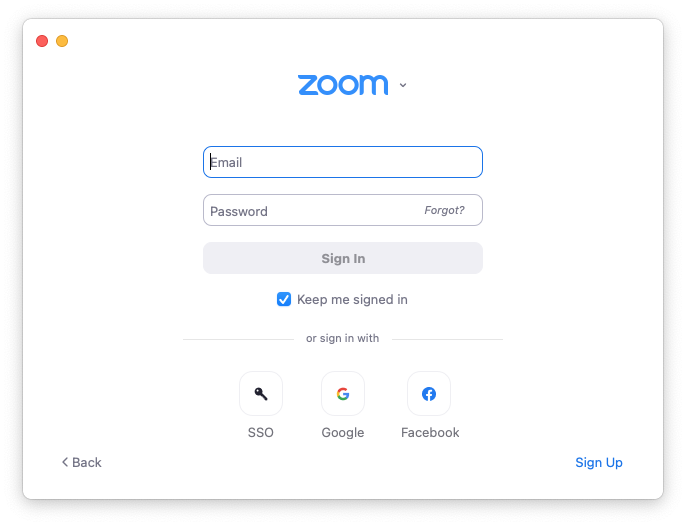 zoom
Email
Password Forgot?
Sign In
Keep me signed in
or sign in with
SSO Google Facebook
Back Sign Up